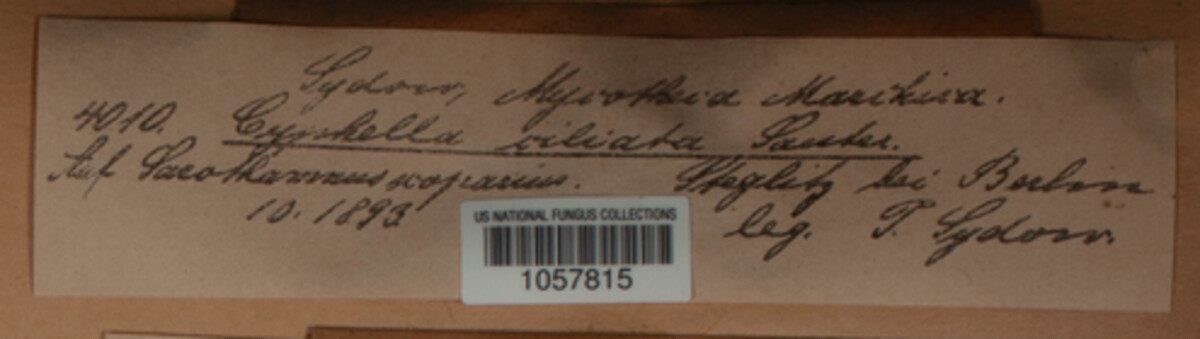 Sydow, Mycotheca Marchica.
4010. Cyphella ciliata Sauter.
Auf Sarothamnus scoparius. Steglitz bei Berlin
10. 1893 leg. P. Sydow.
US NATIONAL FUNGUS COLLECTIONS
1057815